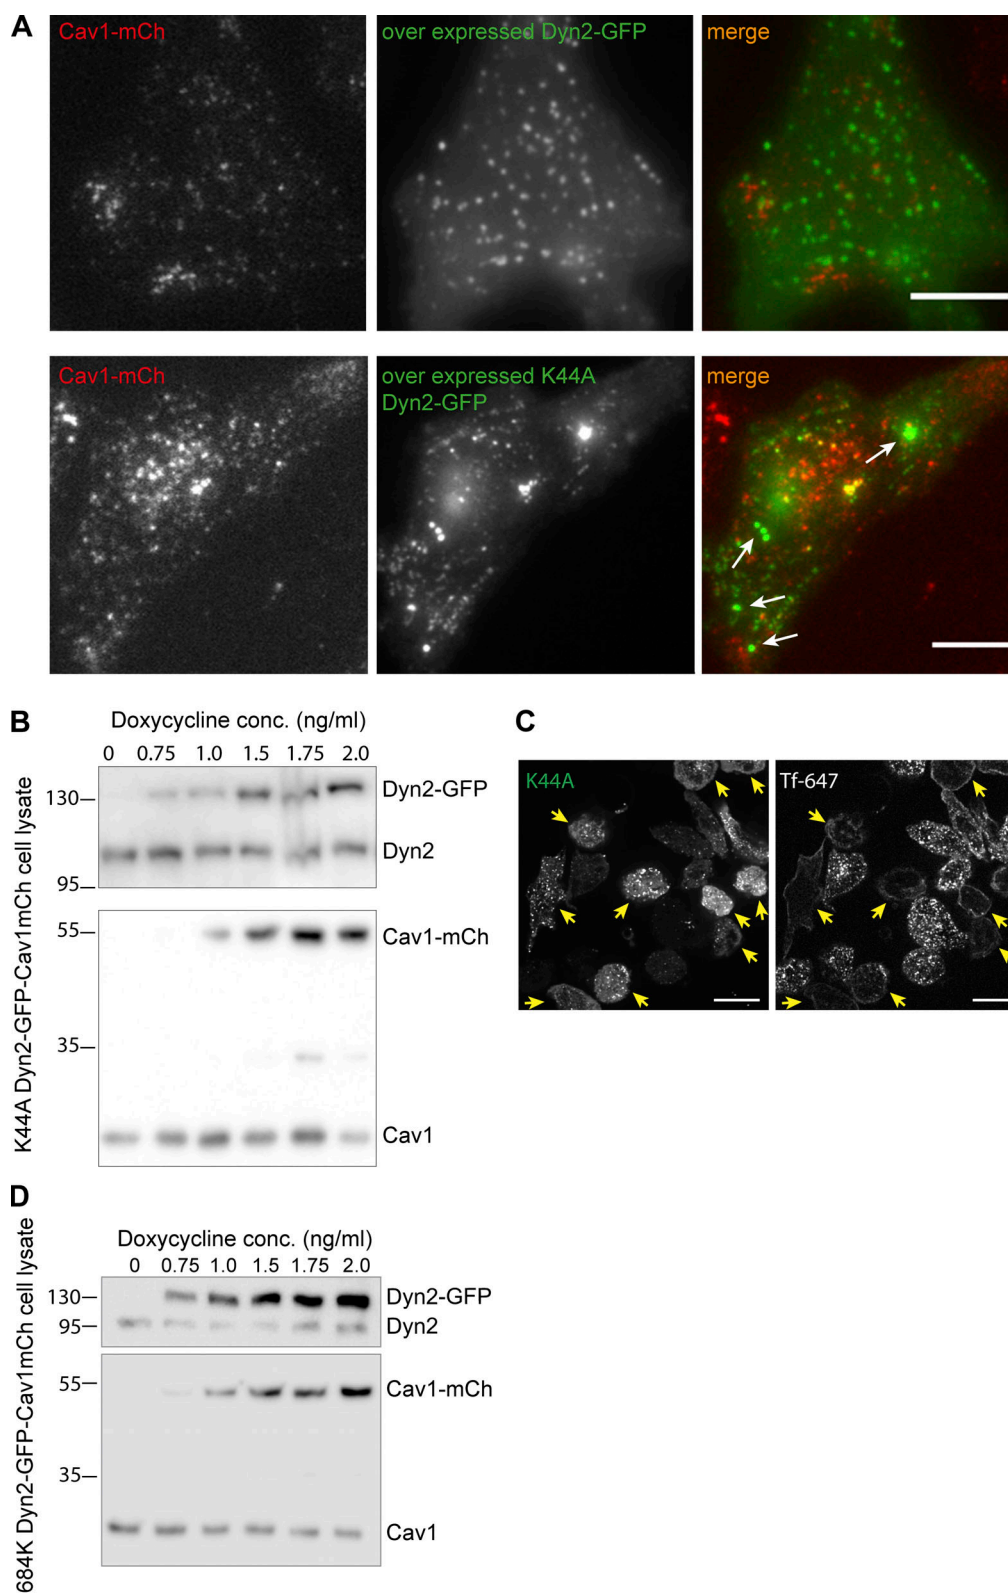 A
Cav1-mCh
over expressed Dyn2-GFP
merge
Cav1-mCh
over expressed K44A
Dyn2-GFP
merge
B
Doxycycline conc. (ng/ml)
0 0.75 1.0 1.5 1.75 2.0
130
95
Dyn2-GFP
Dyn2
55
35
Cav1-mCh
Cav1
K44A Dyn2-GFP-Cav1mCh cell lysate
C
K44A
Tf-647
D
Doxycycline conc. (ng/ml)
0 0.75 1.0 1.5 1.75 2.0
130
95
Dyn2-GFP
Dyn2
55
35
Cav1-mCh
Cav1
684K Dyn2-GFP-Cav1mCh cell lysate